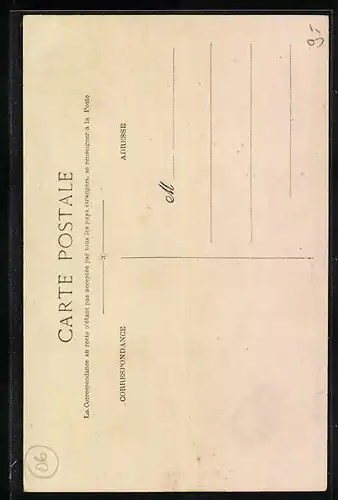 CARTE POSTALE
La Correspondance au recto n'étant pas acceptée par tous les pays étrangers, se renseigner à la Poste
CORRESPONDANCE
ADRESSE
M
9.-
06